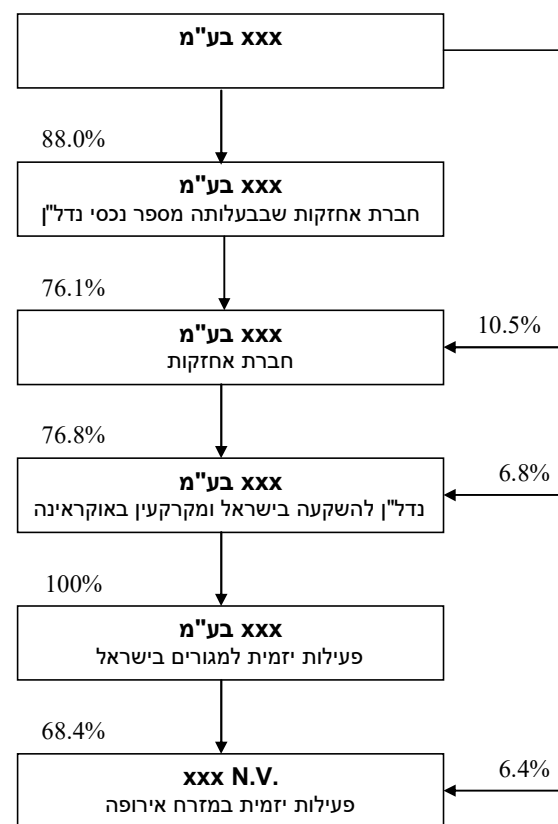 xxx בע"מ
88.0%
xxx בע"מ
חברת אחזקות שבבעלותה מספר נכסי נדל"ן
76.1%
xxx בע"מ
חברת אחזקות
10.5%
76.8%
xxx בע"מ
נדל"ן להשקעה בישראל ומקרקעין באוקראינה
6.8%
100%
xxx בע"מ
פעילות יזמית למגורים בישראל
68.4%
xxx N.V.
פעילות יזמית במזרח אירופה
6.4%